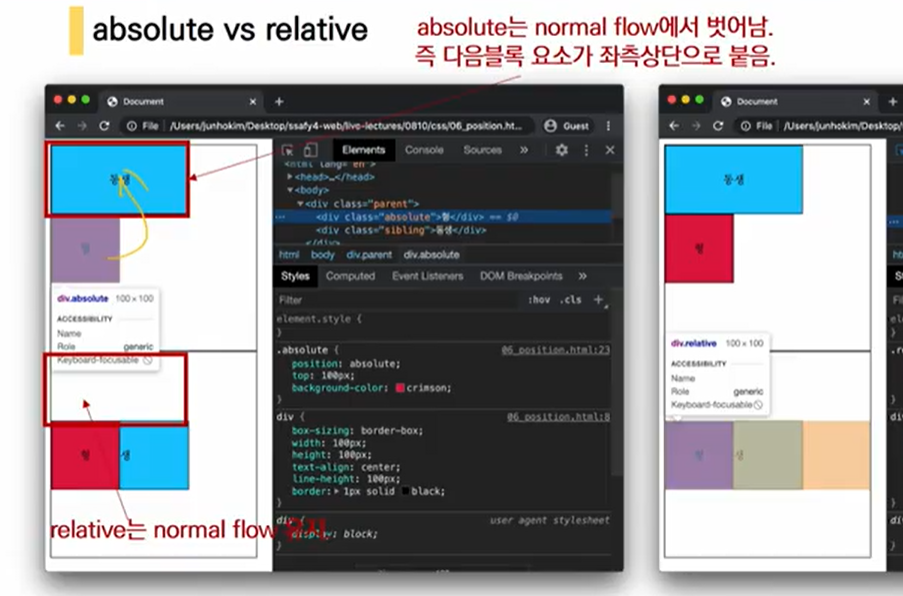 absolute vs relative
absolute는 normal flow에서 벗어남.
즉 다음블록 요소가 좌측상단으로 붙음.
Document
File /Users/junhokim/Desktop/ssafy4-web/live-lectures/0810/css/06_position.ht... Guest
동생
형
div.absolute 100 × 100
ACCESSIBILITY
Name
Role generic
Keyboard-focusable
형
relative는 normal flow
Elements Console Sources »
<html lang="en">
<head>…</head>
<body>
<div class="parent">
<div class="absolute">형</div> == $0
<div class="sibling">동생</div>
</div>
html body div.parent div.absolute
Styles Computed Event Listeners DOM Breakpoints »
Filter :hov .cls +
element.style {
}
.absolute { 06_position.html:23
position: absolute;
top: 100px;
background-color: crimson;
}
div { 06_position.html:8
box-sizing: border-box;
width: 100px;
height: 100px;
text-align: center;
line-height: 100px;
border: 1px solid black;
}
div { user agent stylesheet
display: block;
}
Document
File /Users/junhokim/Desktop
동생
형
div.relative 100 × 100
ACCESSIBILITY
Name
Role generic
Keyboard-focusable
형